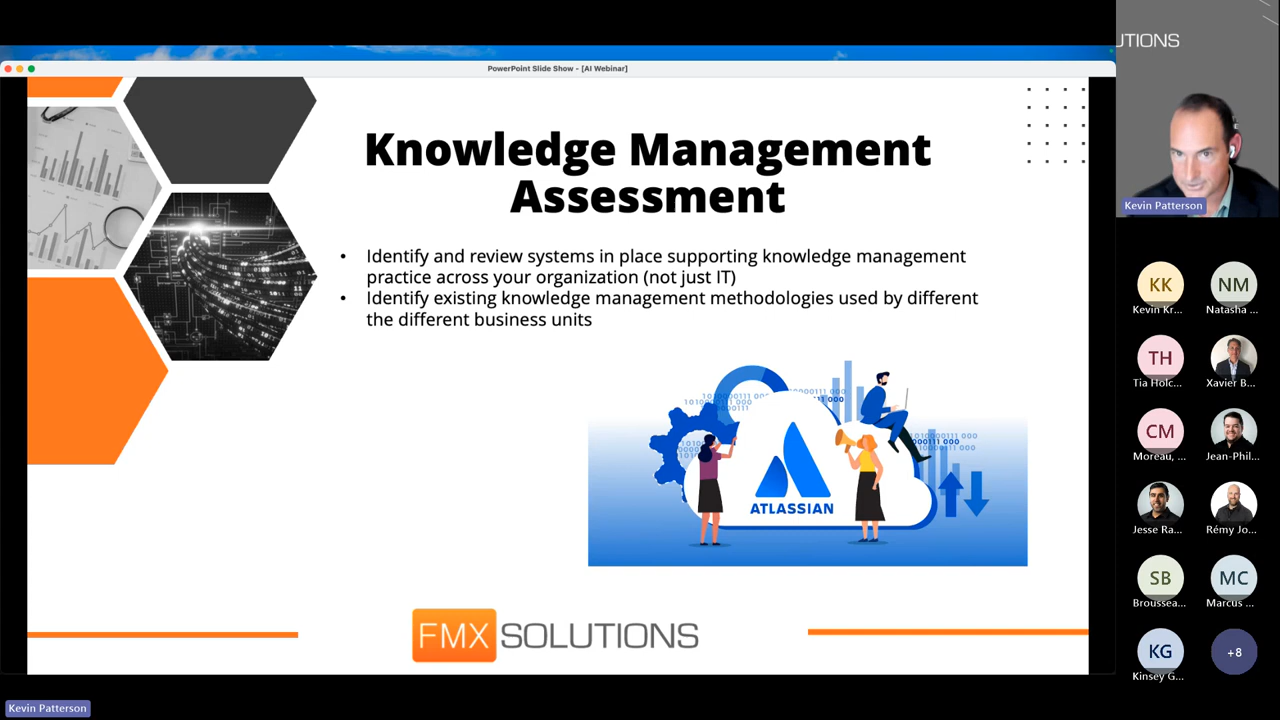 UTIONS
PowerPoint Slide Show - [AI Webinar]
Knowledge Management
Assessment
• Identify and review systems in place supporting knowledge management
practice across your organization (not just IT)
• Identify existing knowledge management methodologies used by different
the different business units
ATLASSIAN
FMX SOLUTIONS
Kevin Patterson
KK
Kevin Kr...
NM
Natasha ...
TH
Tia Holc...
Xavier B...
CM
Moreau, ...
Jean-Phil...
Jesse Ra...
Rémy Jo...
SB
Broussea...
MC
Marcus ...
KG
Kinsey G...
+8
Kevin Patterson